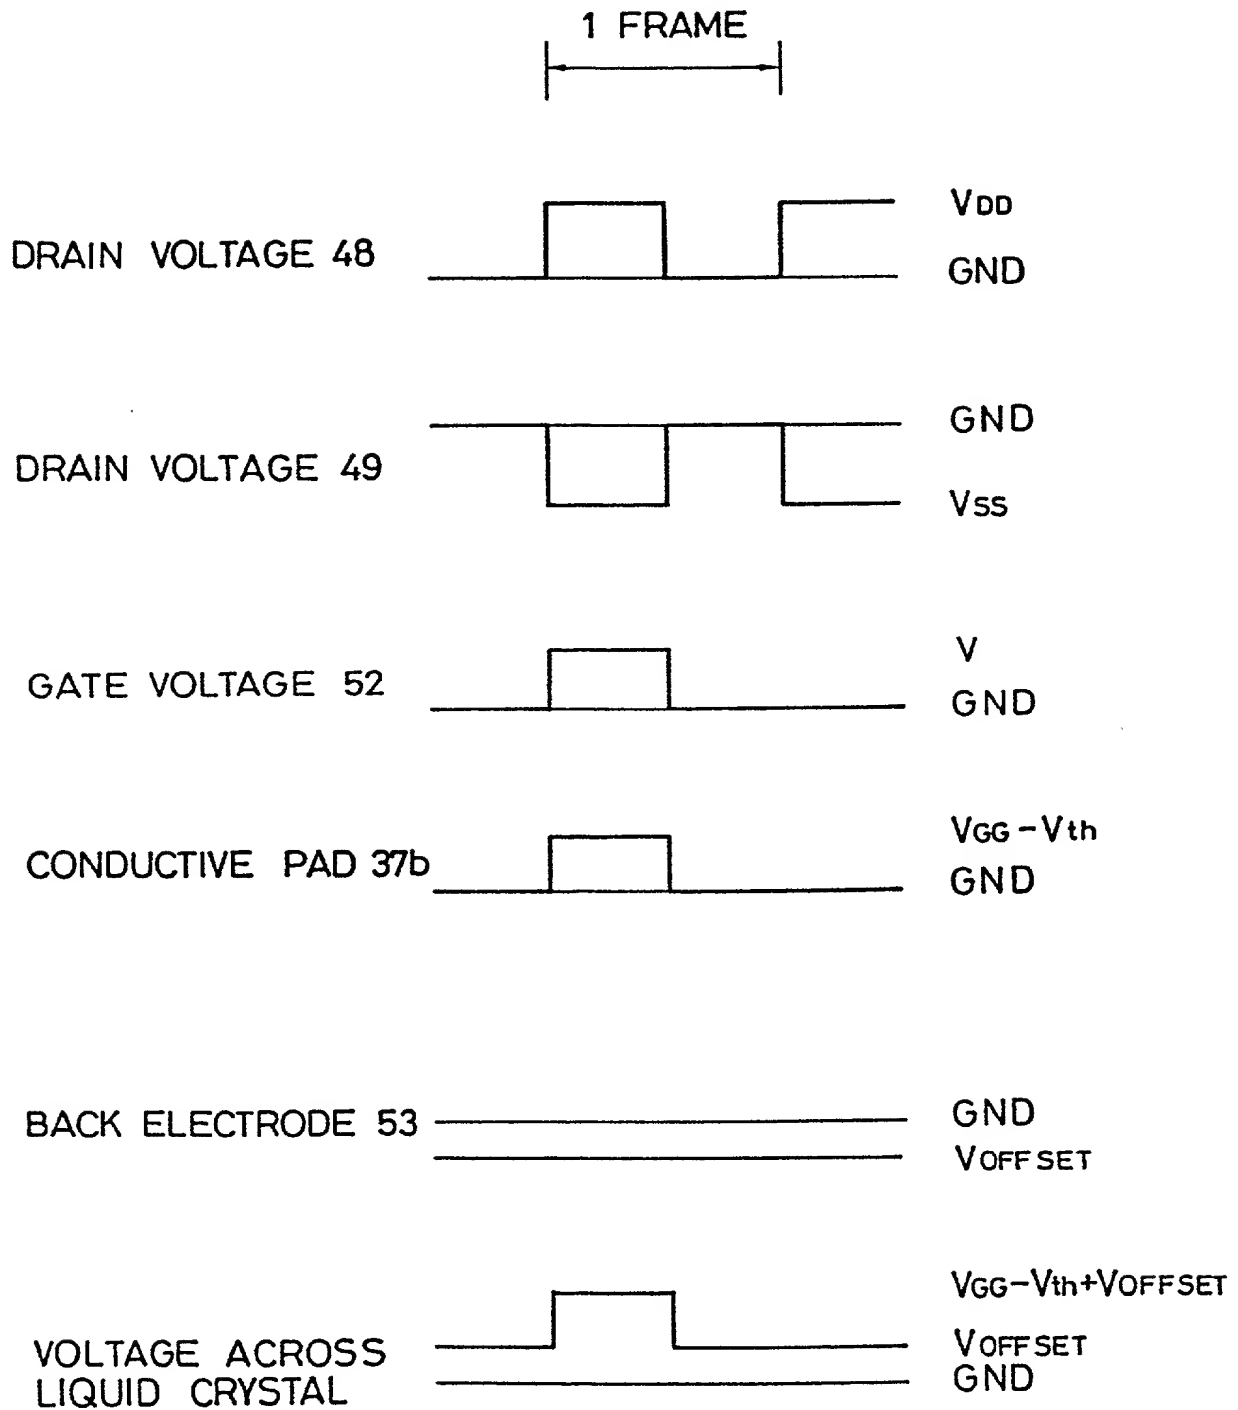 1 FRAME
VDD
DRAIN VOLTAGE 48
GND
GND
DRAIN VOLTAGE 49
VSS
V
GATE VOLTAGE 52
GND
VGG-Vth
CONDUCTIVE PAD 37b
GND
BACK ELECTRODE 53
GND
VOFFSET
VGG-Vth+VOFFSET
VOLTAGE ACROSS
VOFFSET
LIQUID CRYSTAL
GND